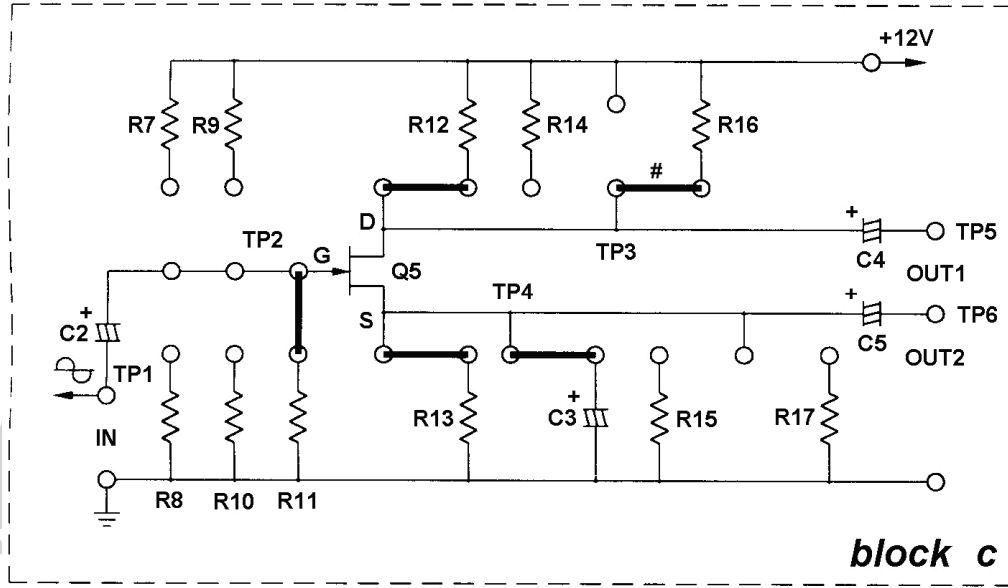 +12V
R7 R9 R12 R14 R16
#
D
TP2 G Q5 TP3 + C4 TP5
OUT1
TP4
S + C5 TP6
OUT2
+ C2
TP1
IN
R13 + C3 R15 R17
R8 R10 R11
block c